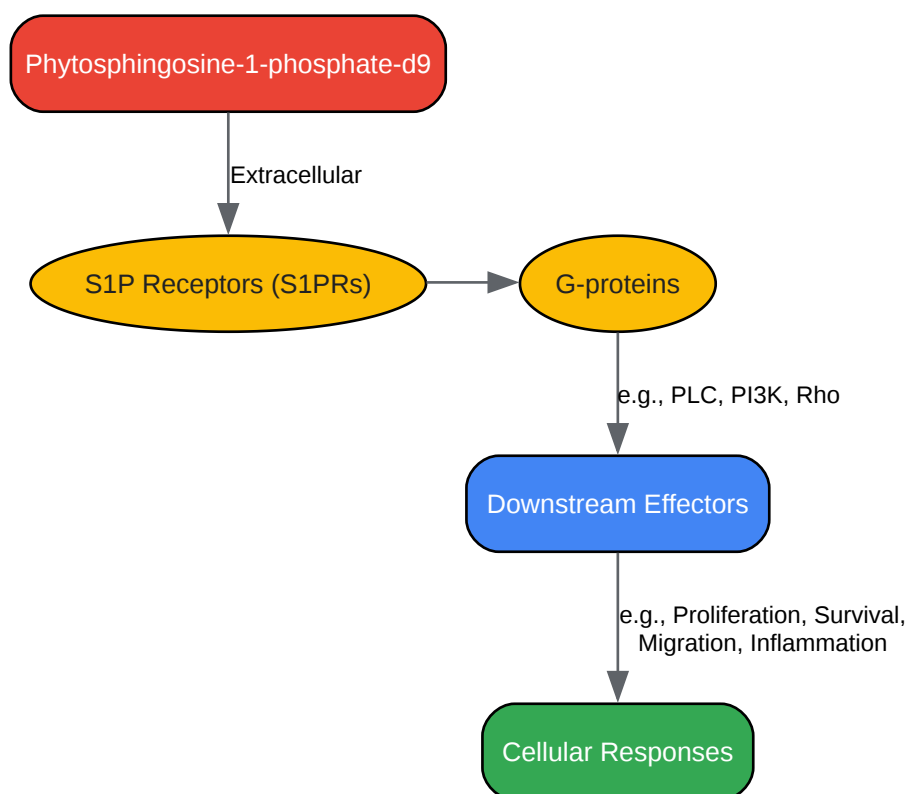 Phytosphingosine-1-phosphate-d9
Extracellular
S1P Receptors (S1PRs)
G-proteins
e.g., PLC, PI3K, Rho
Downstream Effectors
e.g., Proliferation, Survival,
Migration, Inflammation
Cellular Responses